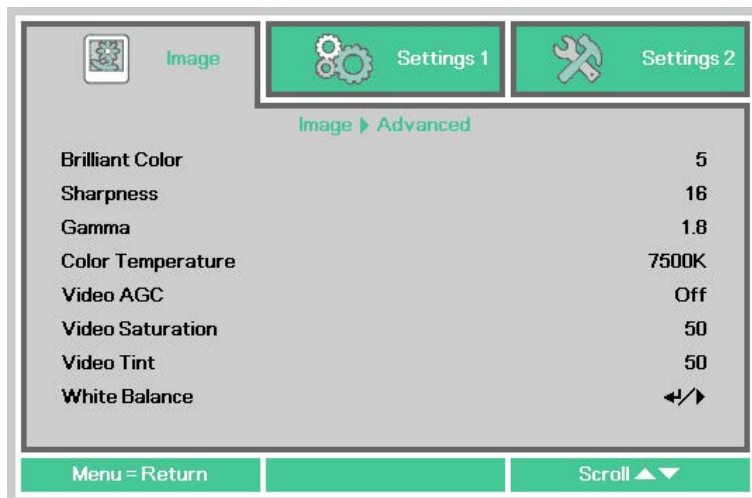 Image
Settings 1
Settings 2
Image ▶ Advanced
Brilliant Color 5
Sharpness 16
Gamma 1.8
Color Temperature 7500K
Video AGC Off
Video Saturation 50
Video Tint 50
White Balance ↵/▶
Menu = Return
Scroll ▲▼